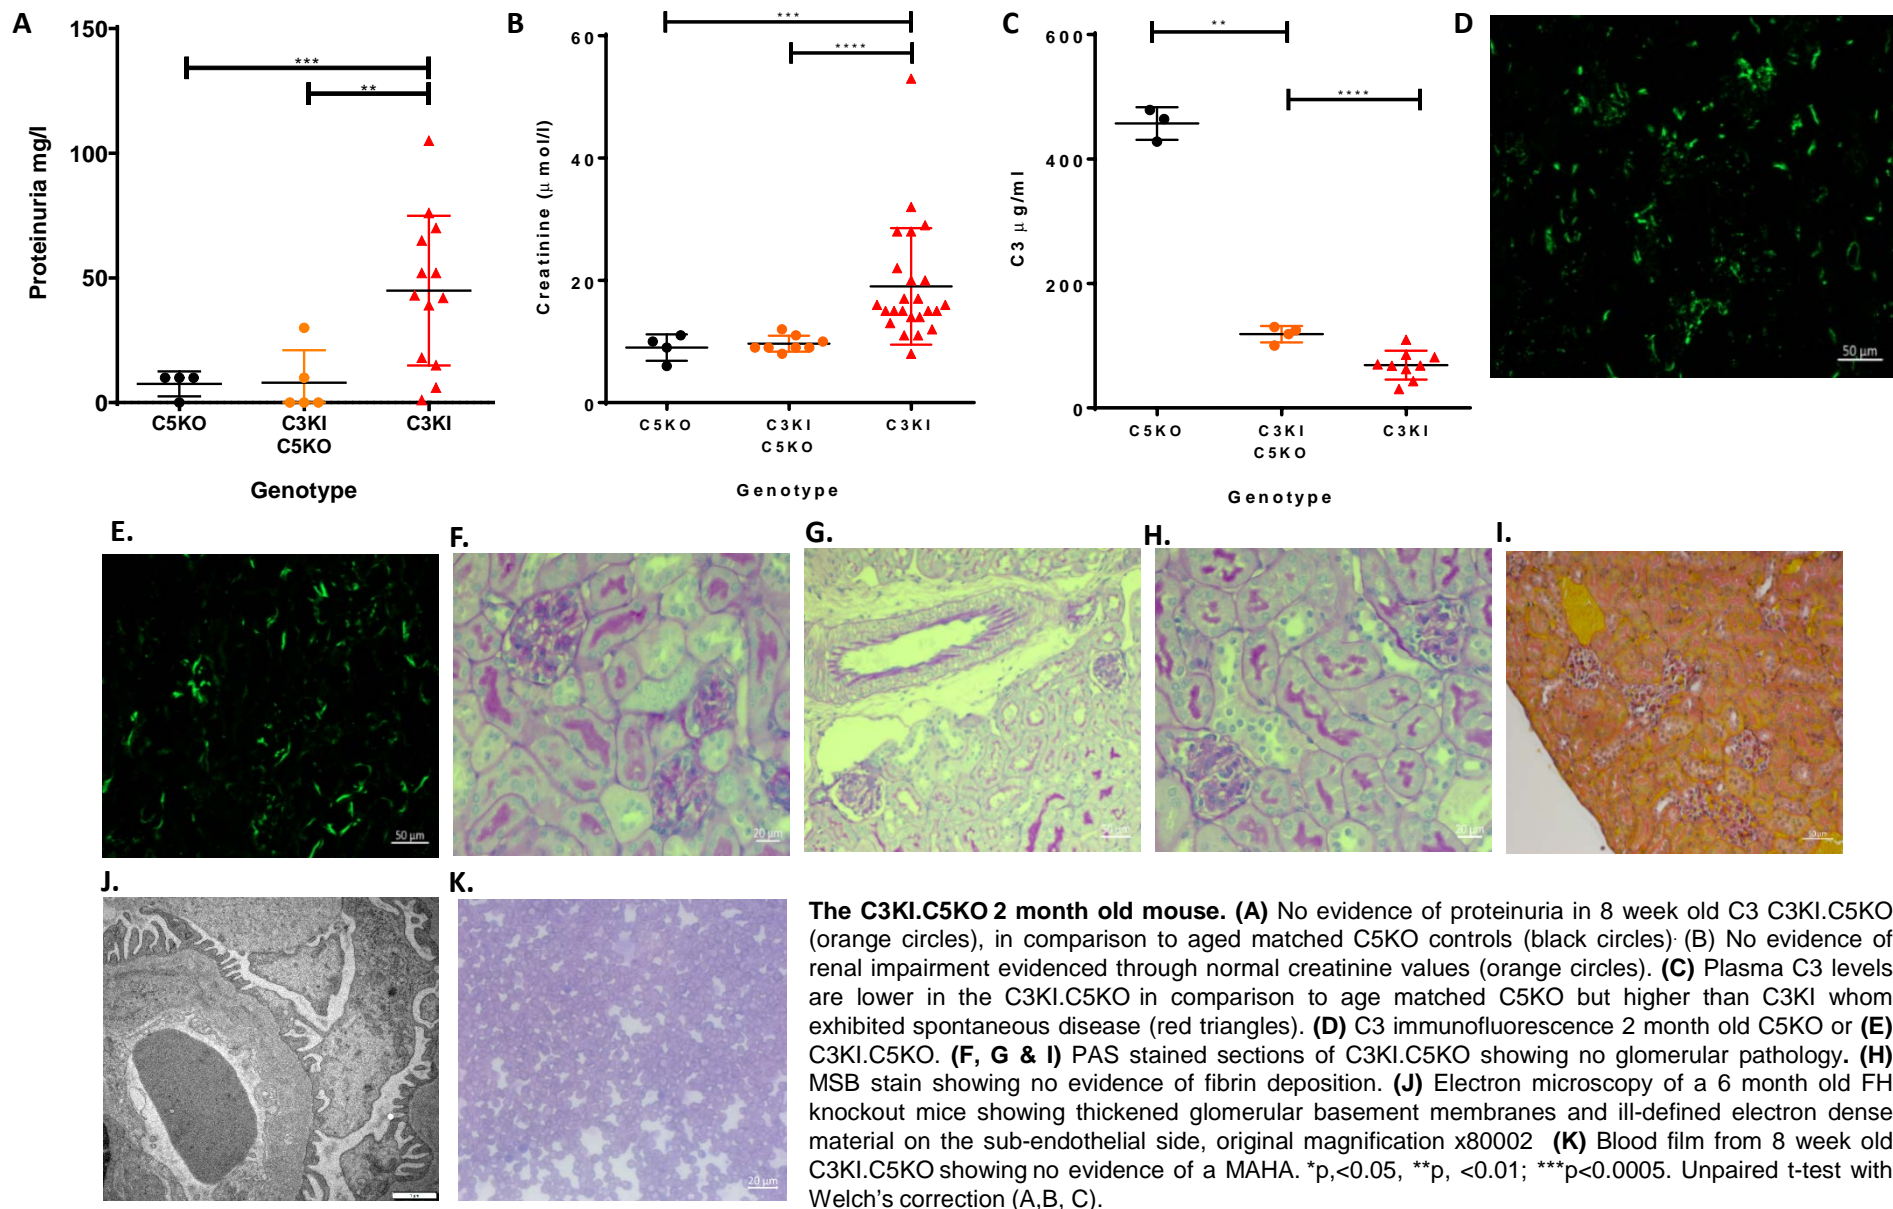 A
150
100
50
0
Proteinuria mg/l
***
**
C5KO
C3KI
C5KO
C3KI
Genotype
B
60
40
20
0
Creatinine (μ mol/l)
***
****
C5KO
C3KI
C5KO
C3KI
Genotype
C
600
400
200
0
C3 μg/ml
**
****
C5KO
C3KI
C5KO
C3KI
Genotype
D
50 µm
E.
50 µm
F.
20 µm
G.
50 µm
H.
20 µm
I.
50 µm
J.
K.
20 µm
The C3KI.C5KO 2 month old mouse. (A) No evidence of proteinuria in 8 week old C3 C3KI.C5KO
(orange circles), in comparison to aged matched C5KO controls (black circles). (B) No evidence of
renal impairment evidenced through normal creatinine values (orange circles). (C) Plasma C3 levels
are lower in the C3KI.C5KO in comparison to age matched C5KO but higher than C3KI whom
exhibited spontaneous disease (red triangles). (D) C3 immunofluorescence 2 month old C5KO or (E)
C3KI.C5KO. (F, G & I) PAS stained sections of C3KI.C5KO showing no glomerular pathology. (H)
MSB stain showing no evidence of fibrin deposition. (J) Electron microscopy of a 6 month old FH
knockout mice showing thickened glomerular basement membranes and ill-defined electron dense
material on the sub-endothelial side, original magnification x80002 (K) Blood film from 8 week old
C3KI.C5KO showing no evidence of a MAHA. *p,<0.05, **p, <0.01; ***p<0.0005. Unpaired t-test with
Welch's correction (A,B, C).